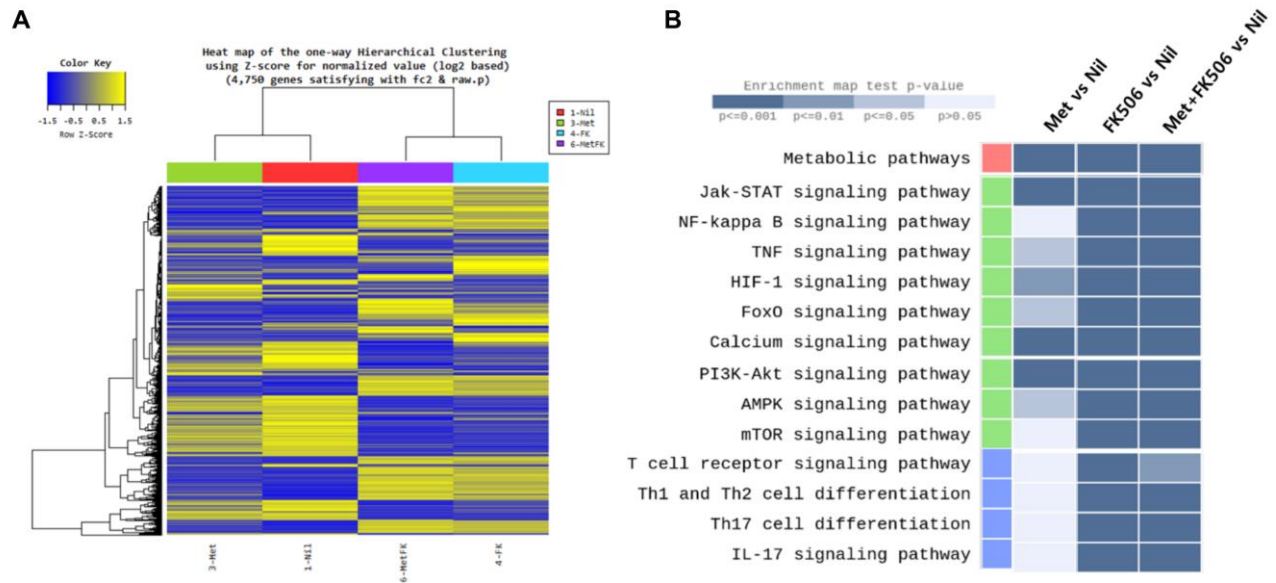 A
Heat map of the one-way Hierarchical Clustering
using Z-score for normalized value (log2 based)
(4,750 genes satisfying with fc2 & raw.p)
Color Key
-1.5 -0.5 0.5 1.5
Row Z-Score
1-Nil
3-Met
4-FK
6-MetFK
3-Met
1-Nil
6-MetFK
4-FK
B
Enrichment map test p-value
p<=0.001 p<=0.01 p<=0.05 p>0.05
Met vs Nil
FK506 vs Nil
Met+FK506 vs Nil
Metabolic pathways
Jak-STAT signaling pathway
NF-kappa B signaling pathway
TNF signaling pathway
HIF-1 signaling pathway
FoxO signaling pathway
Calcium signaling pathway
PI3K-Akt signaling pathway
AMPK signaling pathway
mTOR signaling pathway
T cell receptor signaling pathway
Th1 and Th2 cell differentiation
Th17 cell differentiation
IL-17 signaling pathway